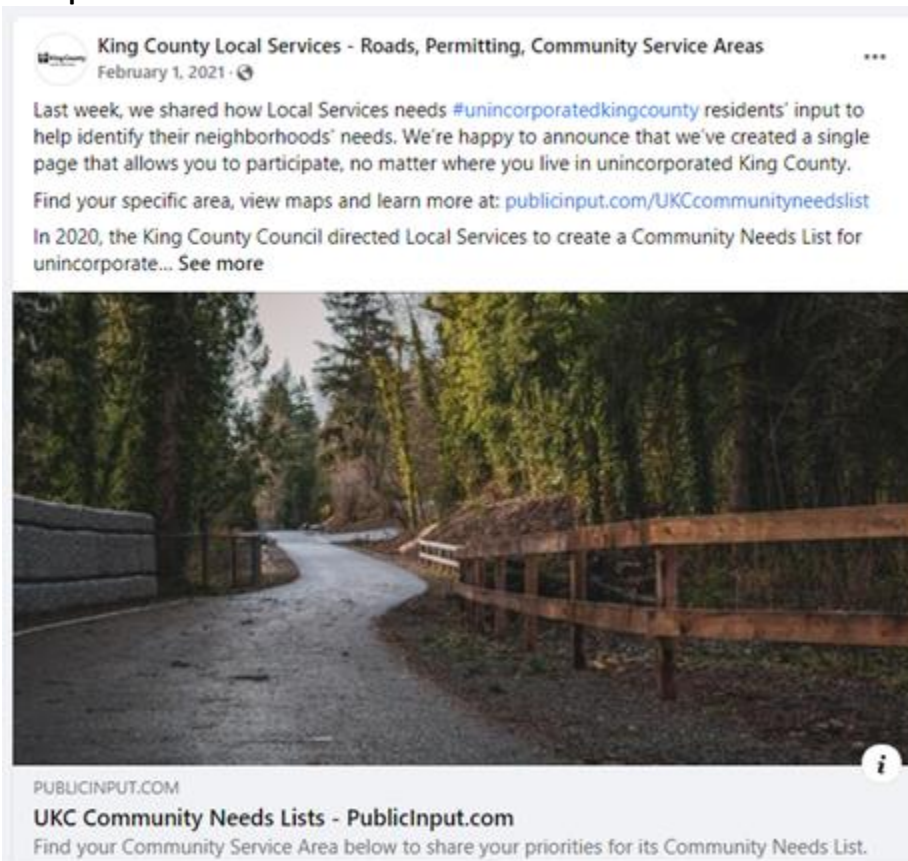 King County Local Services - Roads, Permitting, Community Service Areas
February 1, 2021 ·
Last week, we shared how Local Services needs #unincorporatedkingcounty residents' input to
help identify their neighborhoods' needs. We're happy to announce that we've created a single
page that allows you to participate, no matter where you live in unincorporated King County.
Find your specific area, view maps and learn more at: publicinput.com/UKCcommunityneedslist
In 2020, the King County Council directed Local Services to create a Community Needs List for
unincorporate... See more
i
PUBLICINPUT.COM
UKC Community Needs Lists - PublicInput.com
Find your Community Service Area below to share your priorities for its Community Needs List.